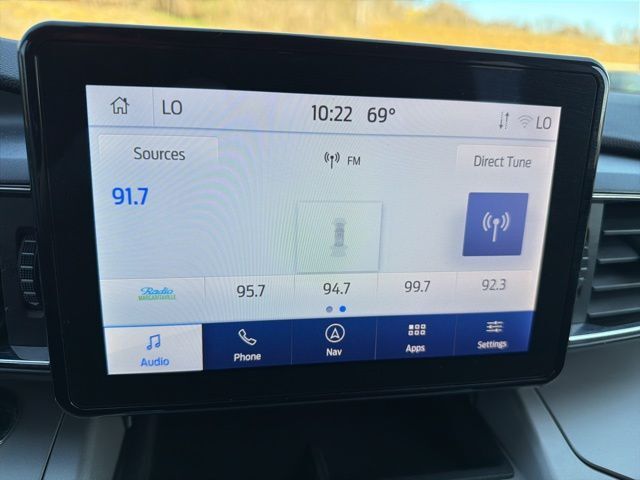 LO 10:22 69° LO
Sources FM Direct Tune
91.7
Radio MARGARITAVILLE 95.7 94.7 99.7 92.3
Audio Phone Nav Apps Settings